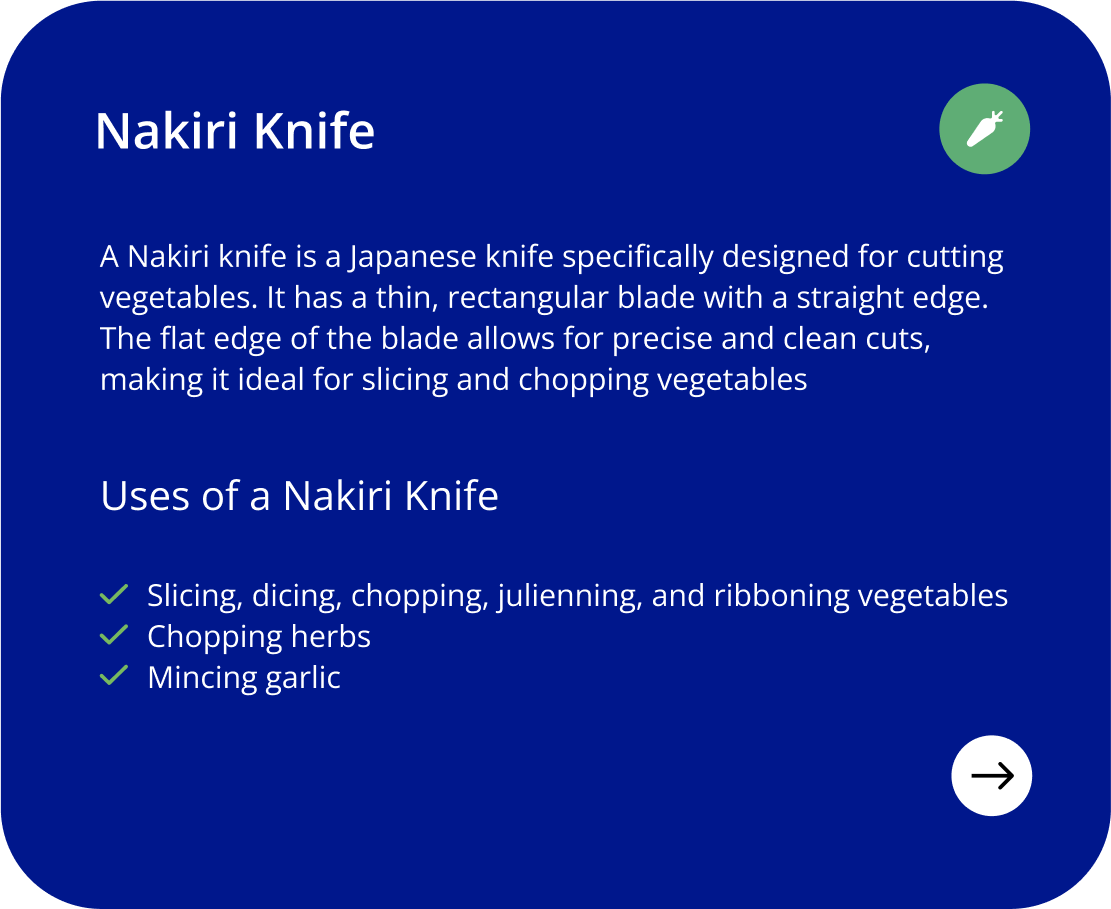 Nakiri Knife
A Nakiri knife is a Japanese knife specifically designed for cutting
vegetables. It has a thin, rectangular blade with a straight edge.
The flat edge of the blade allows for precise and clean cuts,
making it ideal for slicing and chopping vegetables
Uses of a Nakiri Knife
Slicing, dicing, chopping, julienning, and ribboning vegetables
Chopping herbs
Mincing garlic